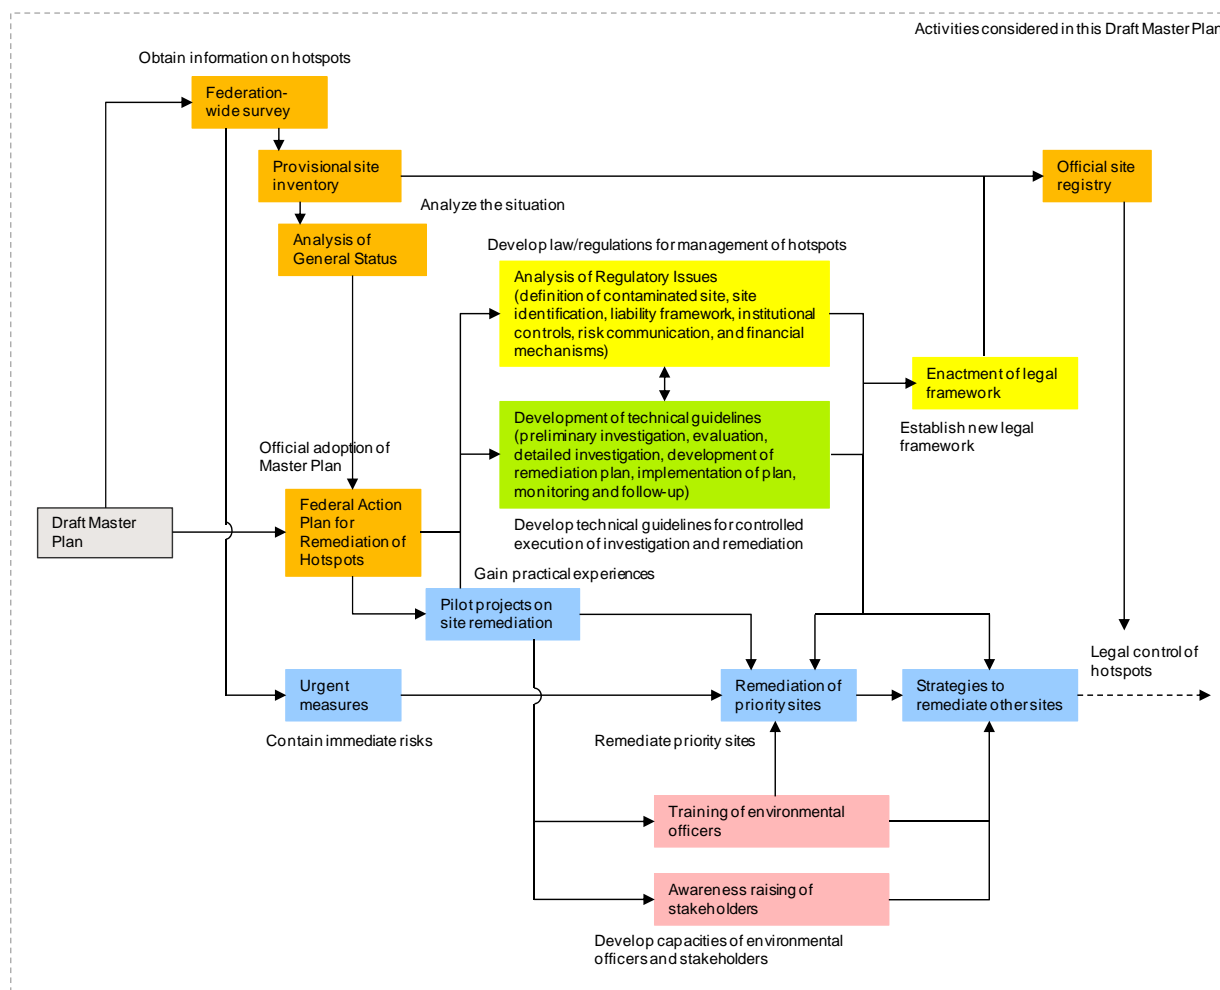 Activities considered in this Draft Master Plan
Obtain information on hotspots
Federation-
wide survey
Provisional site
inventory
Official site
registry
Analyze the situation
Analysis of
General Status
Develop law/regulations for management of hotspots
Analysis of Regulatory Issues
(definition of contaminated site, site
identification, liability framework, institutional
controls, risk communication, and financial
mechanisms)
Enactment of legal
framework
Establish new legal
framework
Development of technical guidelines
(preliminary investigation, evaluation,
detailed investigation, development of
remediation plan, implementation of plan,
monitoring and follow-up)
Official adoption of
Master Plan
Draft Master
Plan
Federal Action
Plan for
Remediation of
Hotspots
Develop technical guidelines for controlled
execution of investigation and remediation
Gain practical experiences
Pilot projects on
site remediation
Legal control of
hotspots
Urgent
measures
Remediation of
priority sites
Strategies to
remediate other sites
Contain immediate risks
Remediate priority sites
Training of environmental
officers
Awareness raising of
stakeholders
Develop capacities of environmental
officers and stakeholders